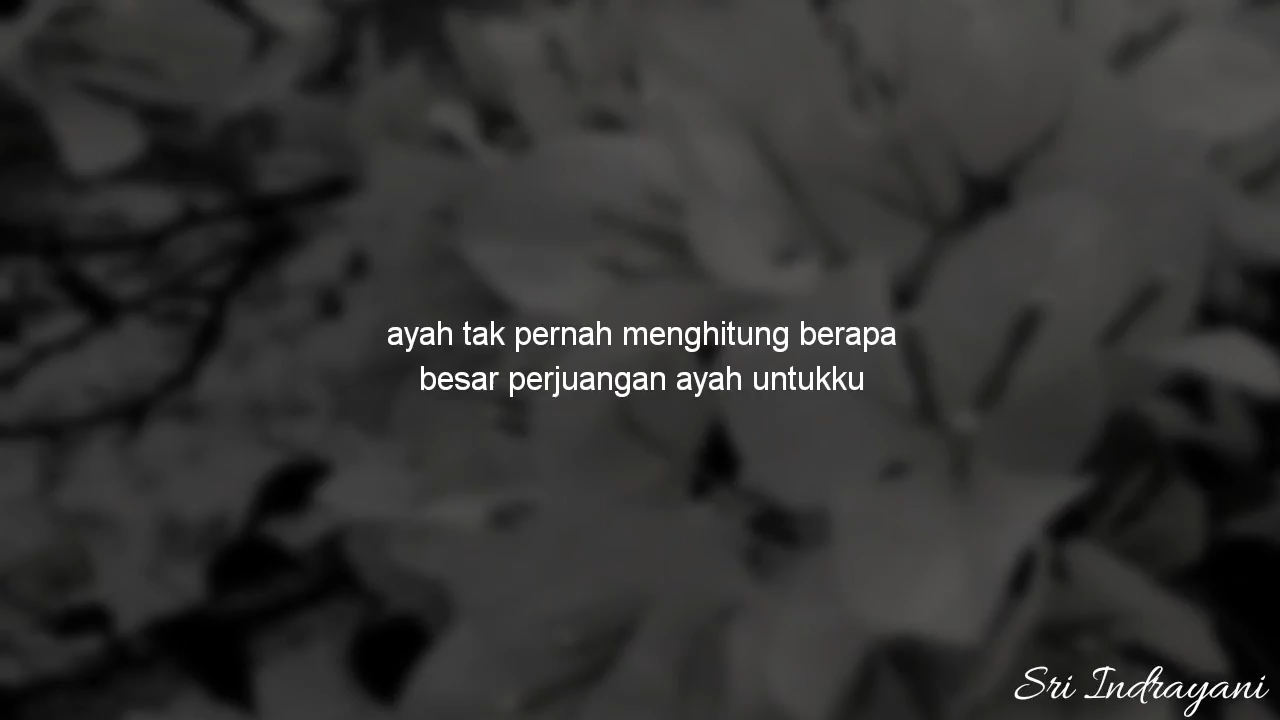 ayah tak pernah menghitung berapa
besar perjuangan ayah untukku
Sri Indrayani